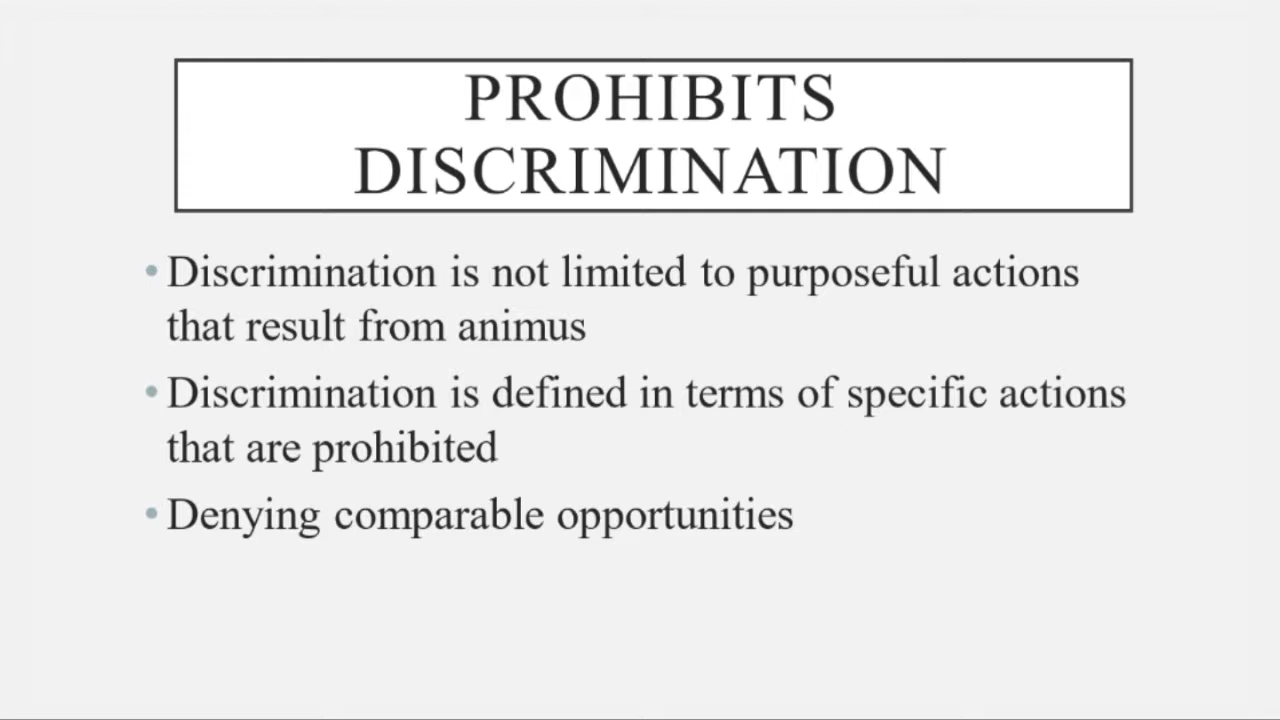 PROHIBITS
DISCRIMINATION
• Discrimination is not limited to purposeful actions
that result from animus
• Discrimination is defined in terms of specific actions
that are prohibited
• Denying comparable opportunities